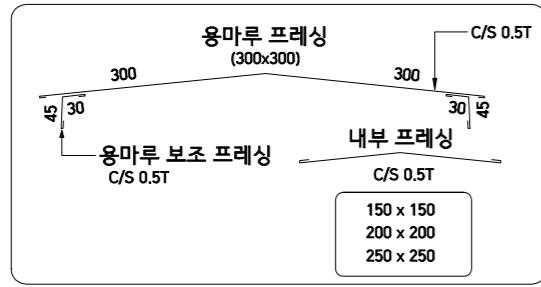 용마루 프레싱
(300x300)
C/S 0.5T
300
300
45
30
30
45
용마루 보조 프레싱
C/S 0.5T
내부 프레싱
C/S 0.5T
150 x 150
200 x 200
250 x 250